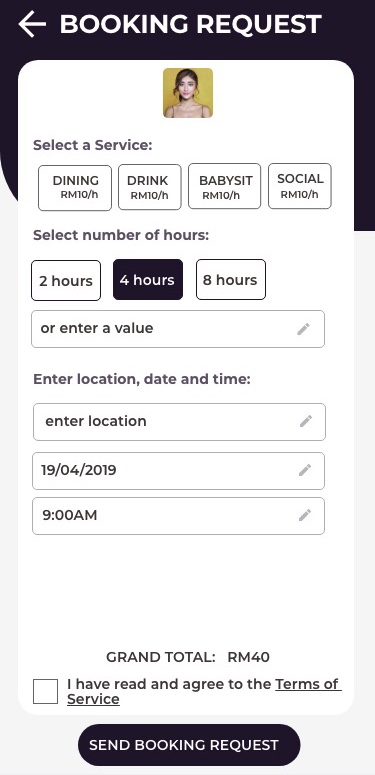 BOOKING REQUEST
Select a Service:
DINING DRINK BABYSIT SOCIAL
RM10/h RM10/h RM10/h RM10/h
Select number of hours:
2 hours 4 hours 8 hours
or enter a value
Enter location, date and time:
enter location
19/04/2019
9:00AM
GRAND TOTAL: RM40
I have read and agree to the Terms of
Service
SEND BOOKING REQUEST